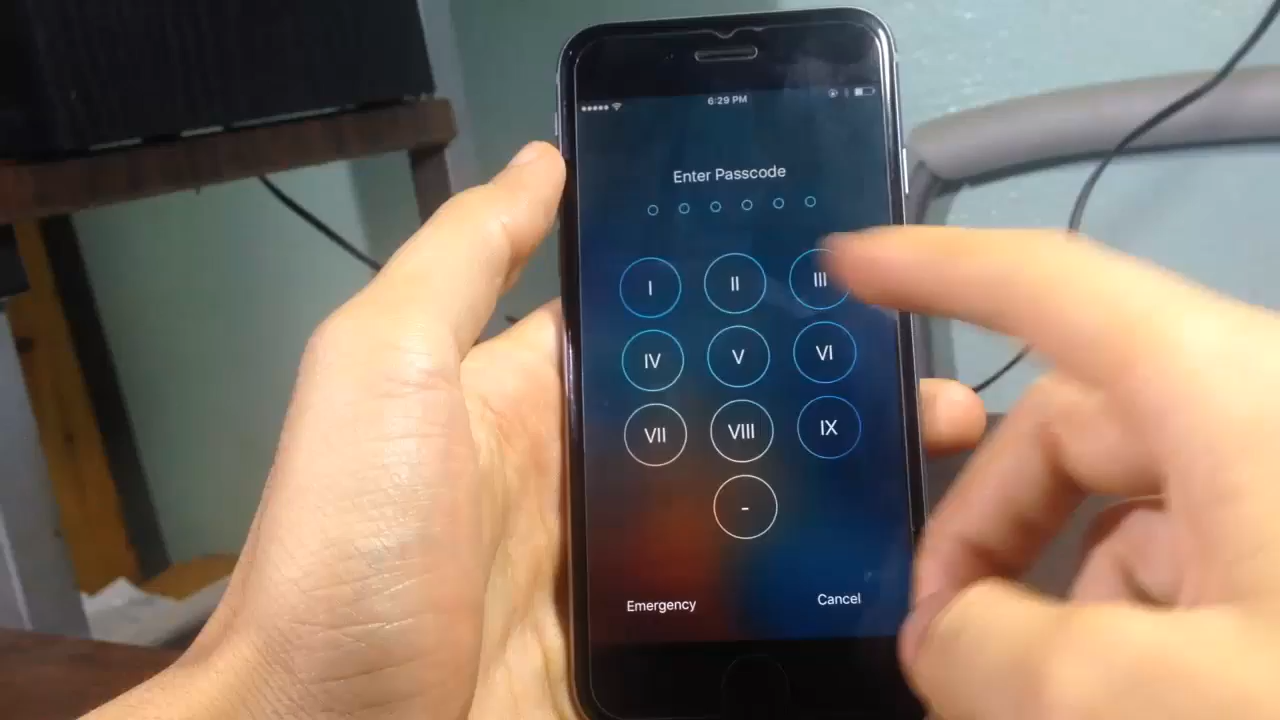 6:29 PM
Enter Passcode
I II III
IV V VI
VII VIII IX
-
Emergency Cancel